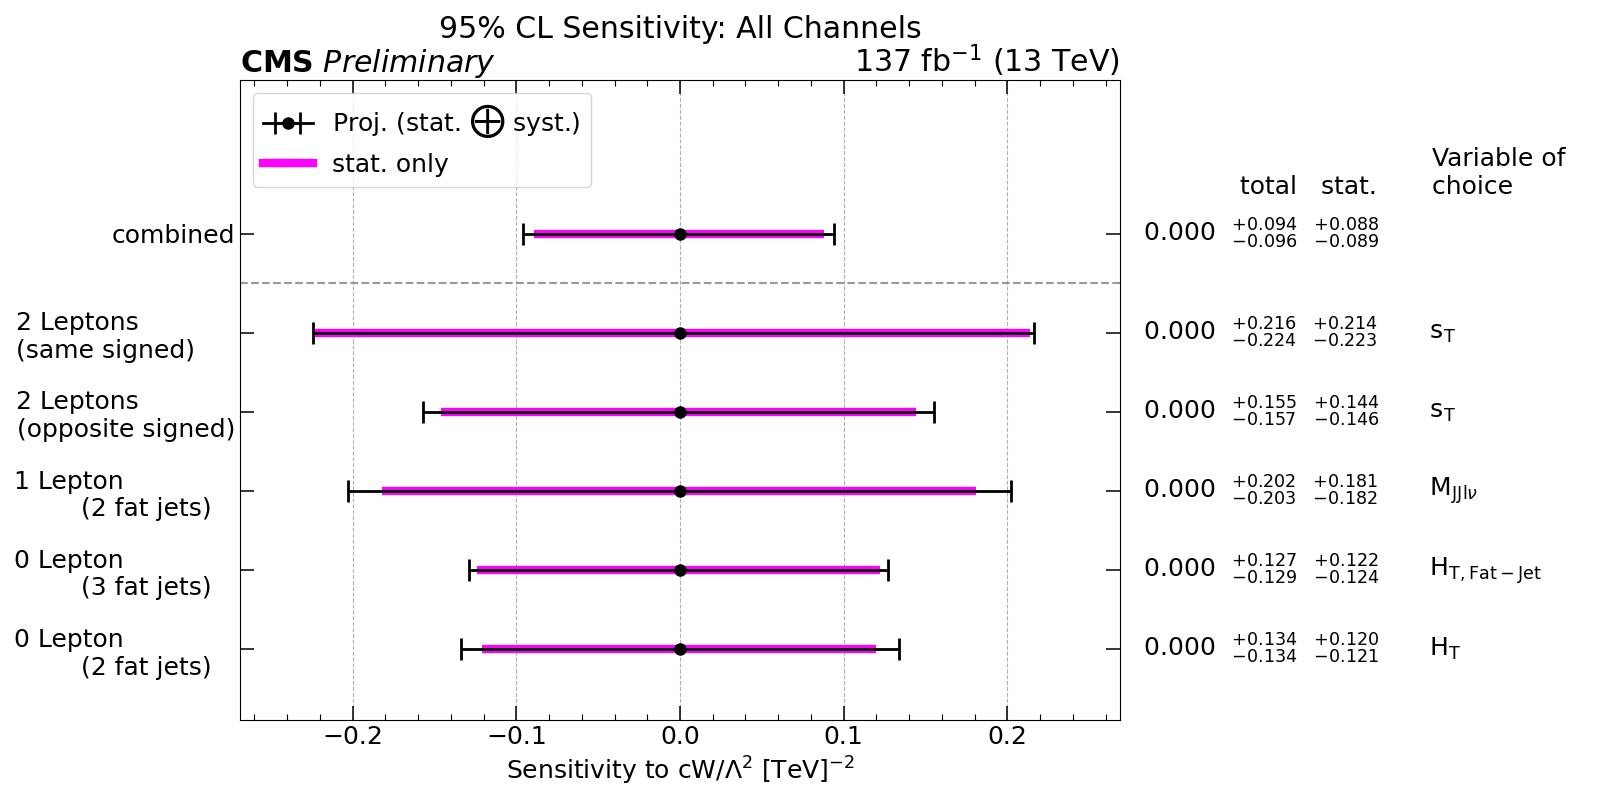 95% CL Sensitivity: All Channels
CMS Preliminary 137 fb⁻¹ (13 TeV)
Proj. (stat. ⊕ syst.)
stat. only
Variable of
total stat. choice
combined 0.000 +0.094 −0.096 +0.088 −0.089
2 Leptons
(same signed) 0.000 +0.216 −0.224 +0.214 −0.223 s_T
2 Leptons
(opposite signed) 0.000 +0.155 −0.157 +0.144 −0.146 s_T
1 Lepton
(2 fat jets) 0.000 +0.202 −0.203 +0.181 −0.182 M_JJlν
0 Lepton
(3 fat jets) 0.000 +0.127 −0.129 +0.122 −0.124 H_T,Fat−Jet
0 Lepton
(2 fat jets) 0.000 +0.134 −0.134 +0.120 −0.121 H_T
−0.2 −0.1 0.0 0.1 0.2
Sensitivity to cW/Λ² [TeV]⁻²